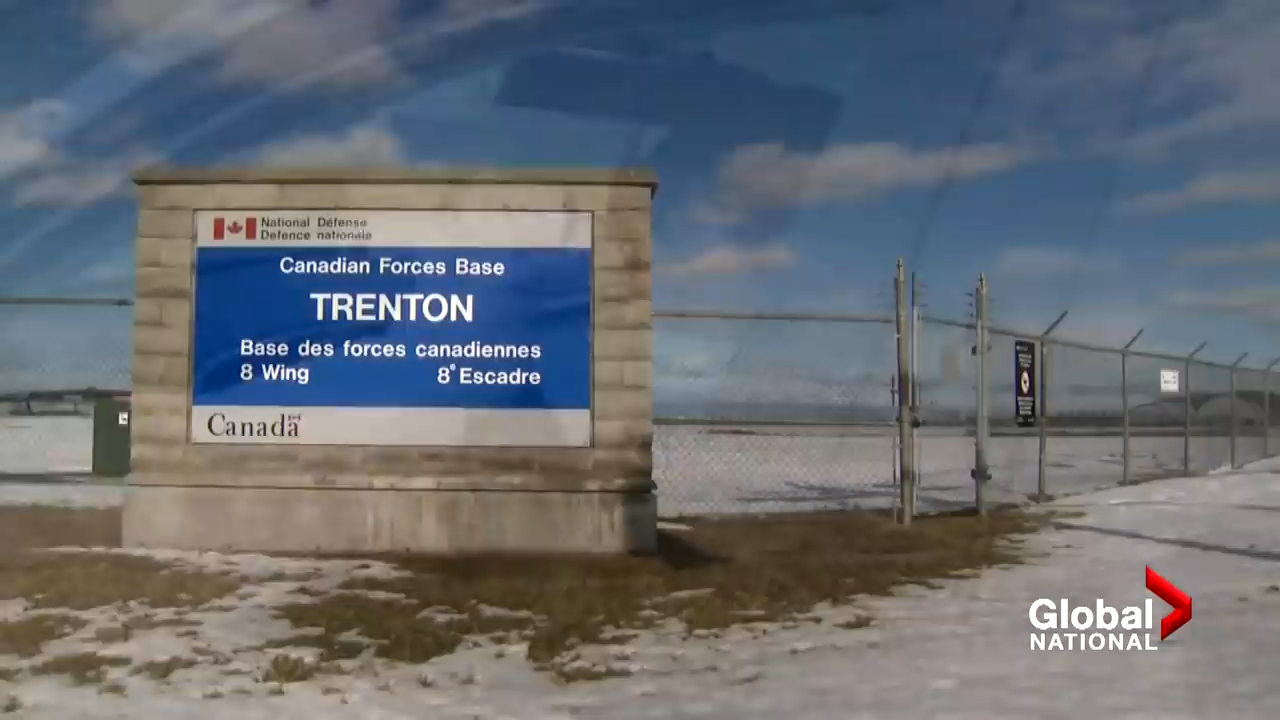 National Défense
Defence nationale
Canadian Forces Base
TRENTON
Base des forces canadiennes
8 Wing 8e Escadre
Canada
Global
NATIONAL